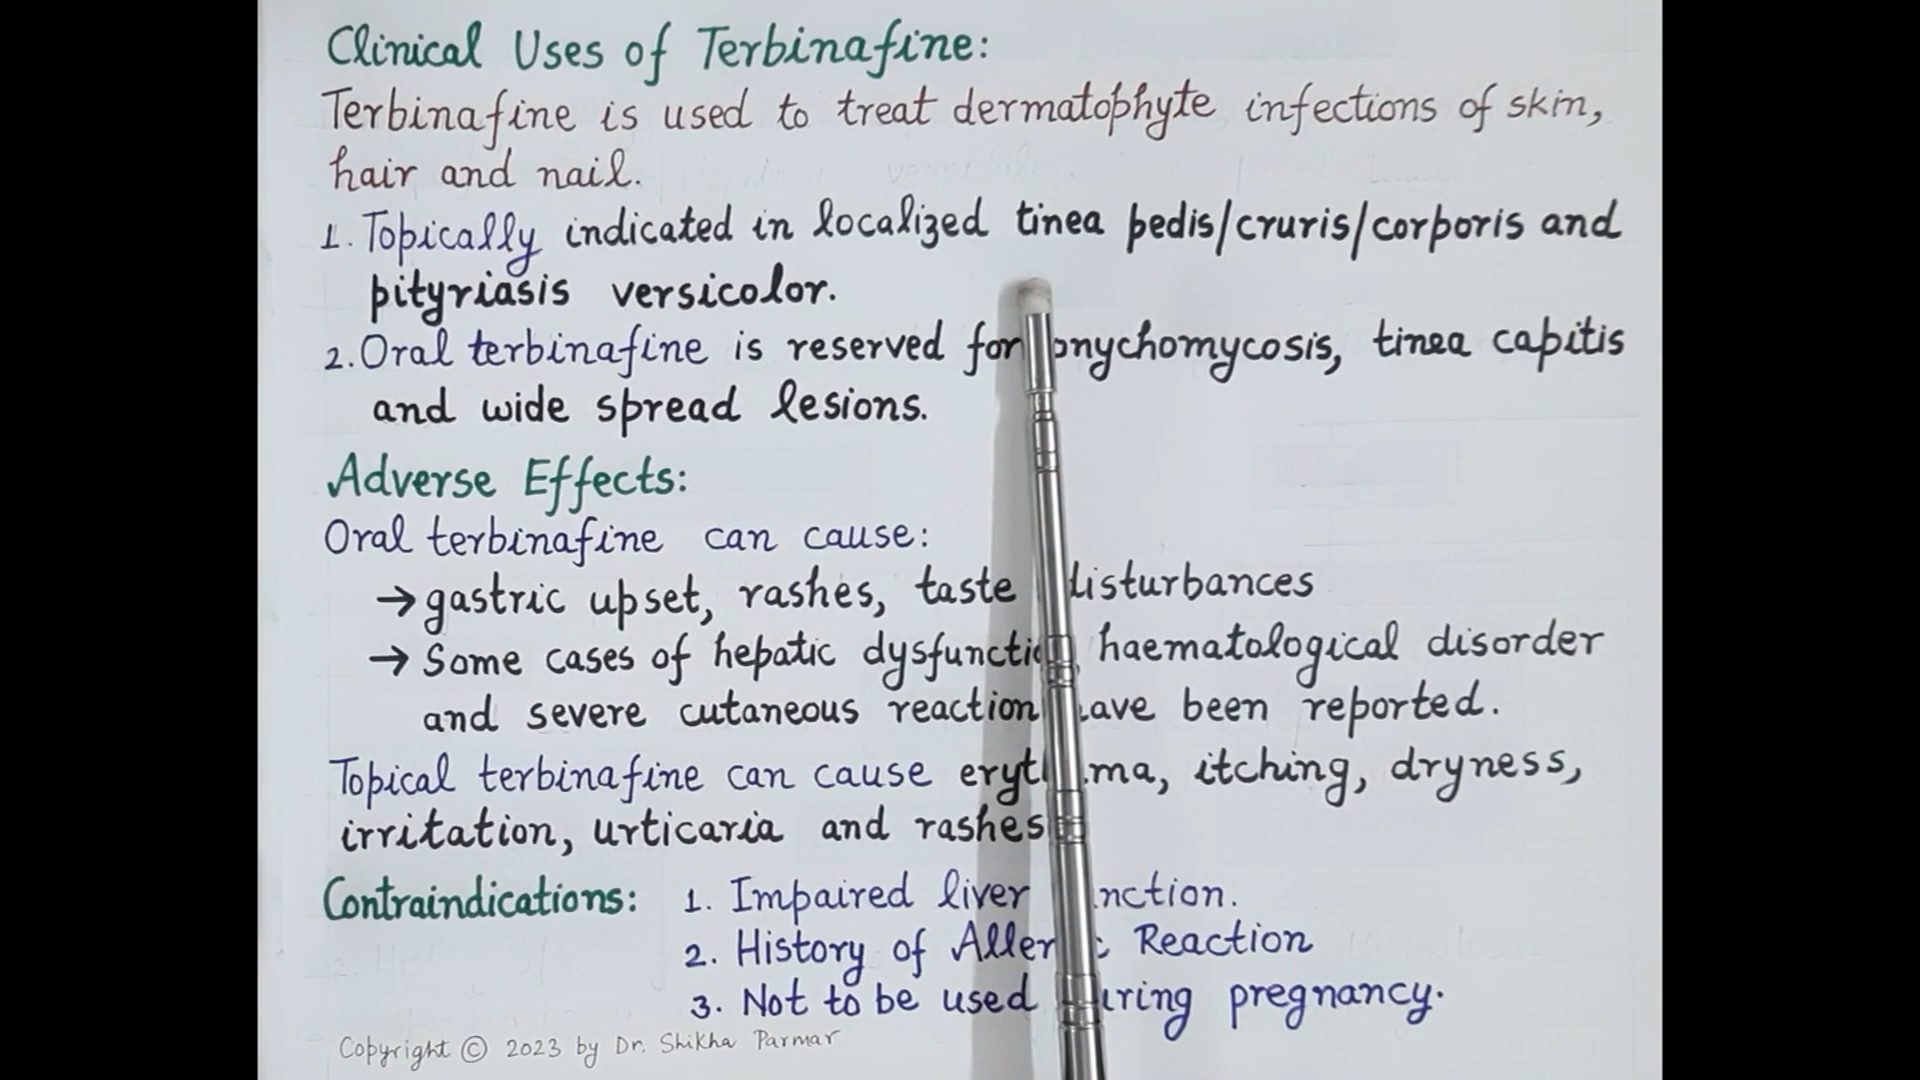 Clinical Uses of Terbinafine:
Terbinafine is used to treat dermatophyte infections of skin,
hair and nail.
1. Topically indicated in localized tinea pedis/cruris/corporis and
pityriasis versicolor.
2. Oral terbinafine is reserved for onychomycosis, tinea capitis
and wide spread lesions.
Adverse Effects:
Oral terbinafine can cause:
→ gastric upset, rashes, taste disturbances
→ Some cases of hepatic dysfunction, haematological disorder
and severe cutaneous reaction have been reported.
Topical terbinafine can cause erythema, itching, dryness,
irritation, urticaria and rashes
Contraindications: 1. Impaired liver function.
2. History of Allergic Reaction
3. Not to be used during pregnancy.
Copyright © 2023 by Dr. Shikha Parmar